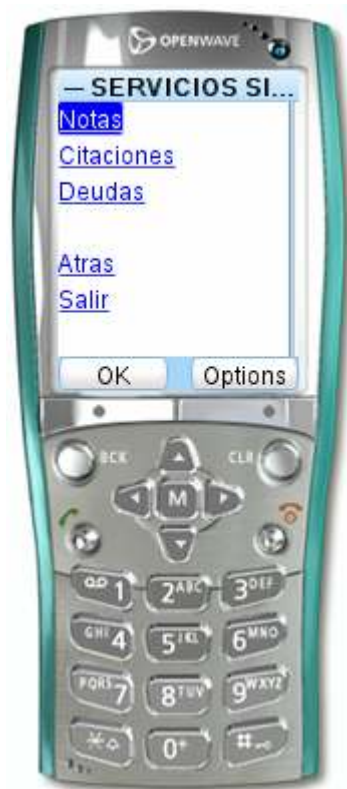 OPENWAVE
— SERVICIOS SI...
Notas
Citaciones
Deudas
Atras
Salir
OK Options
BCK CLR
M
1 2ABC 3DEF
GHI4 5JKL 6MNO
PQRS7 8TUV 9WXYZ
* 0+ #